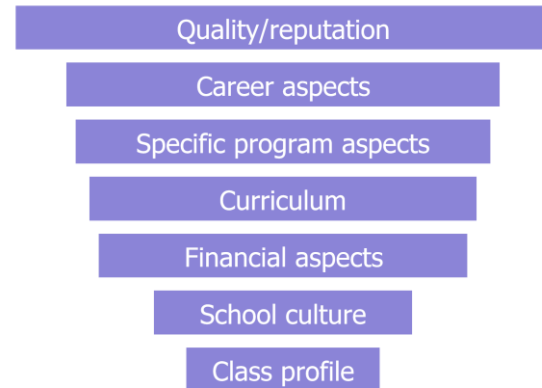 Quality/reputation
Career aspects
Specific program aspects
Curriculum
Financial aspects
School culture
Class profile